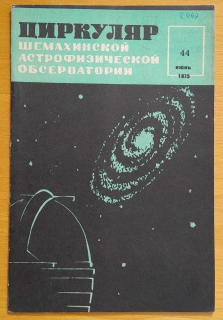 ЦИРКУЛЯР
ШЕМАХИНСКОЙ
АСТРОФИЗИЧЕСКОЙ
ОБСЕРВАТОРИИ
44
ИЮНЬ
1975